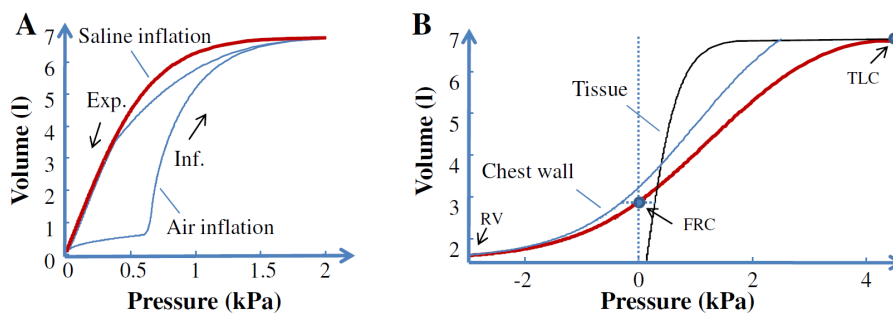 A
Saline inflation
Exp.
Inf.
Air inflation
Volume (l)
7
6
5
4
3
2
1
0
0 0.5 1 1.5 2
Pressure (kPa)
B
TLC
Tissue
Chest wall
RV
FRC
Volume (l)
7
6
4
3
2
-2 0 2 4
Pressure (kPa)